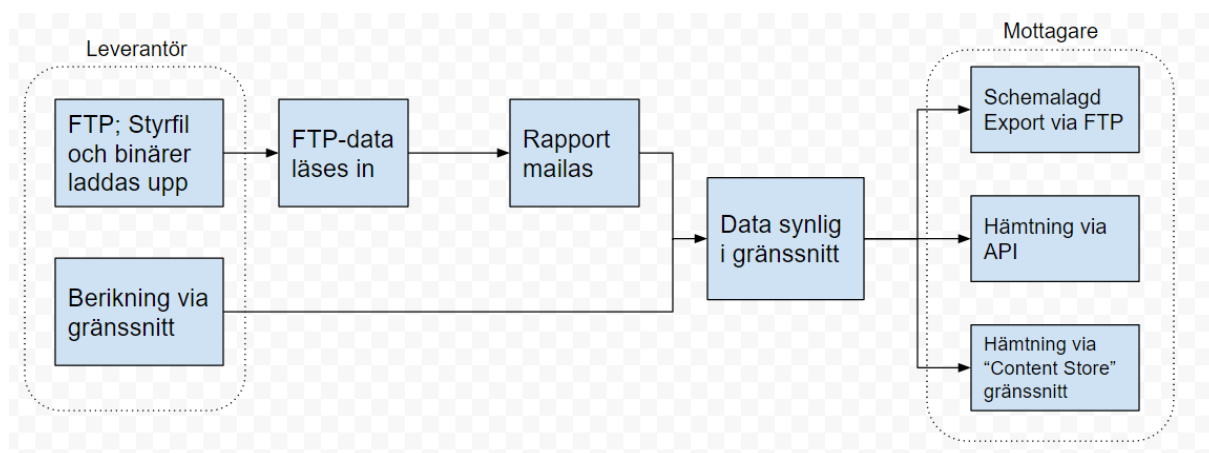 Leverantör
FTP; Styrfil
och binärer
laddas upp
Berikning via
gränssnitt
FTP-data
läses in
Rapport
mailas
Data synlig
i gränssnitt
Mottagare
Schemalagd
Export via FTP
Hämtning via
API
Hämtning via
“Content Store”
gränssnitt